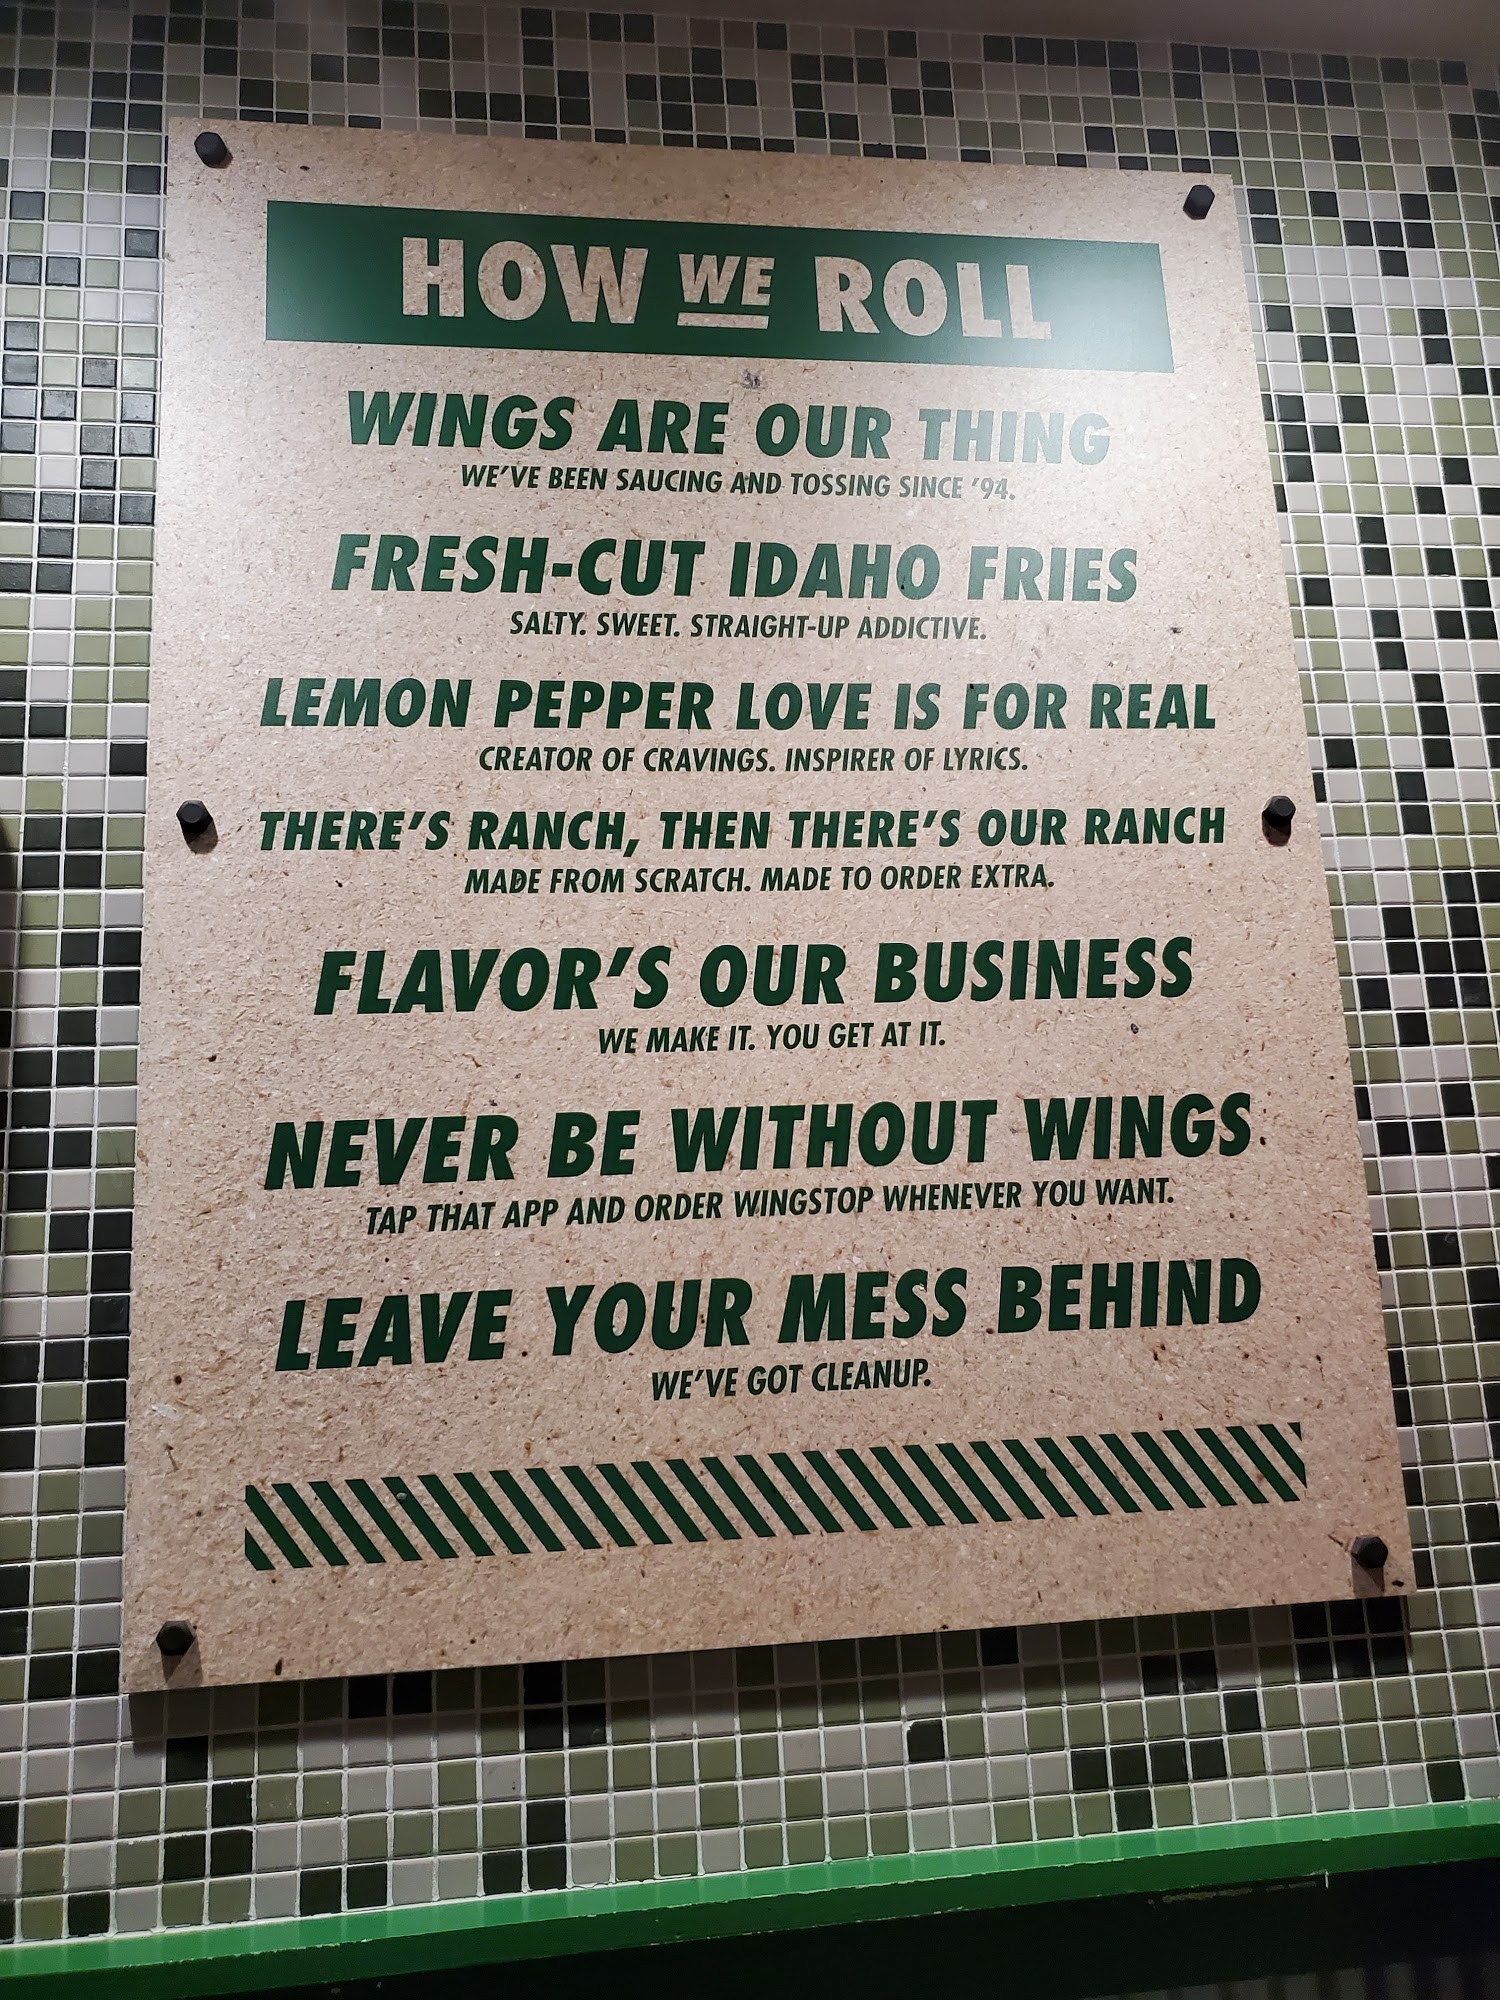 HOW WE ROLL
WINGS ARE OUR THING
WE'VE BEEN SAUCING AND TOSSING SINCE '94.
FRESH-CUT IDAHO FRIES
SALTY. SWEET. STRAIGHT-UP ADDICTIVE.
LEMON PEPPER LOVE IS FOR REAL
CREATOR OF CRAVINGS. INSPIRER OF LYRICS.
THERE'S RANCH, THEN THERE'S OUR RANCH
MADE FROM SCRATCH. MADE TO ORDER EXTRA.
FLAVOR'S OUR BUSINESS
WE MAKE IT. YOU GET AT IT.
NEVER BE WITHOUT WINGS
TAP THAT APP AND ORDER WINGSTOP WHENEVER YOU WANT.
LEAVE YOUR MESS BEHIND
WE'VE GOT CLEANUP.